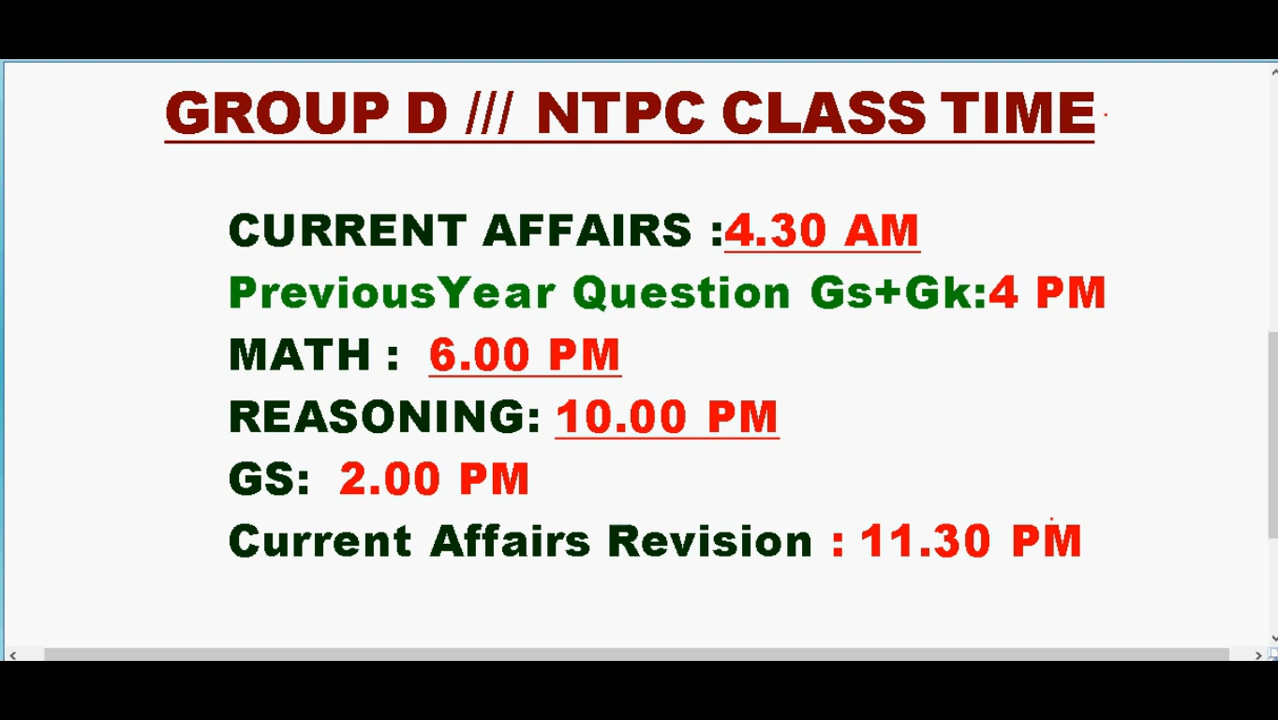 GROUP D /// NTPC CLASS TIME
CURRENT AFFAIRS :4.30 AM
PreviousYear Question Gs+Gk:4 PM
MATH : 6.00 PM
REASONING: 10.00 PM
GS: 2.00 PM
Current Affairs Revision : 11.30 PM